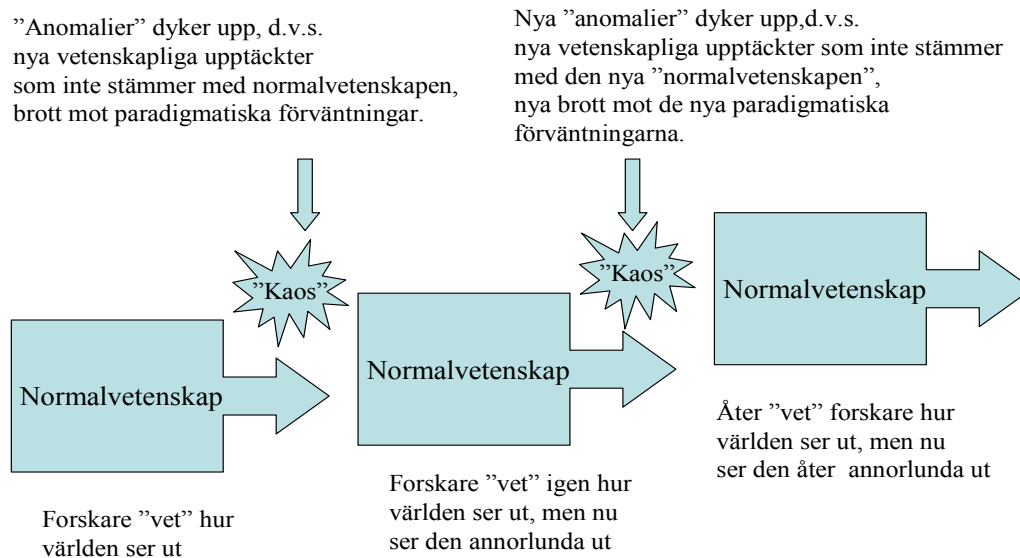 ”Anomalier” dyker upp, d.v.s.
nya vetenskapliga upptäckter
som inte stämmer med normalvetenskapen,
brott mot paradigmatiska förväntningar.
Nya ”anomalier” dyker upp,d.v.s.
nya vetenskapliga upptäckter som inte stämmer
med den nya ”normalvetenskapen”,
nya brott mot de nya paradigmatiska
förväntningarna.
”Kaos”
”Kaos”
Normalvetenskap
Normalvetenskap
Normalvetenskap
Forskare ”vet” hur
världen ser ut
Forskare ”vet” igen hur
världen ser ut, men nu
ser den annorlunda ut
Åter ”vet” forskare hur
världen ser ut, men nu
ser den åter annorlunda ut